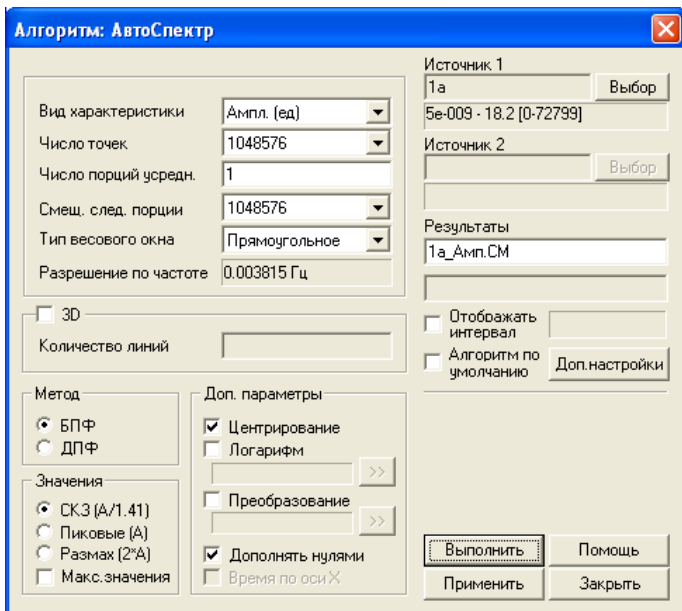 Алгоритм: АвтоСпектр
Вид характеристики Ампл. (ед)
Число точек 1048576
Число порций усредн. 1
Смещ. след. порции 1048576
Тип весового окна Прямоугольное
Разрешение по частоте 0.003815 Гц
3D
Количество линий
Метод
БПФ
ДПФ
Значения
СКЗ (А/1.41)
Пиковые (А)
Размах (2*А)
Макс.значения
Доп. параметры
Центрирование
Логарифм
>>
Преобразование
>>
Дополнять нулями
Время по оси X
Источник 1
1a Выбор
5e-009 - 18.2 [0-72799]
Источник 2
Выбор
Результаты
1а_Амп.СМ
Отображать
интервал
Алгоритм по
умолчанию
Доп.настройки
Выполнить Помощь
Применить Закрыть